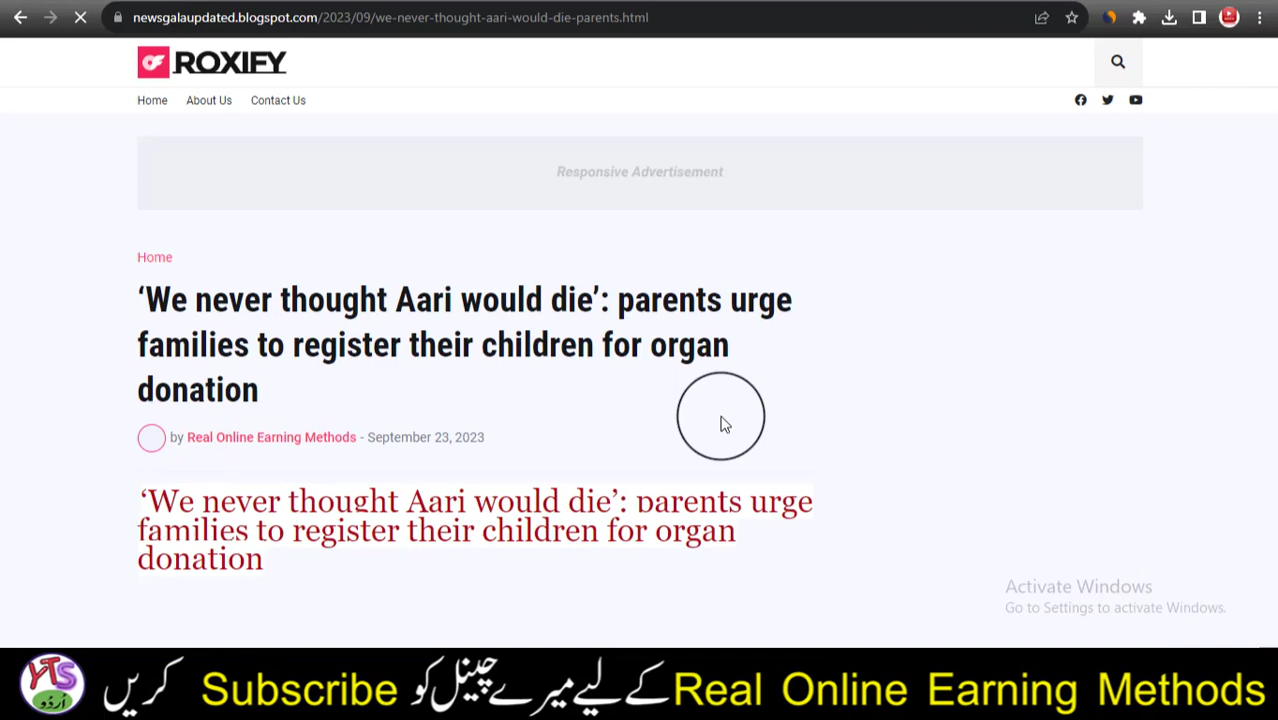 newsgalaupdated.blogspot.com/2023/09/we-never-thought-aari-would-die-parents.html
ROXIFY
Home About Us Contact Us
Responsive Advertisement
Home
‘We never thought Aari would die’: parents urge
families to register their children for organ
donation
by Real Online Earning Methods - September 23, 2023
‘We never thought Aari would die’: parents urge
families to register their children for organ
donation
Activate Windows
Go to Settings to activate Windows.
YTS
اردو
Real Online Earning Methods کے لیے میرے چینل کو Subscribe کریں